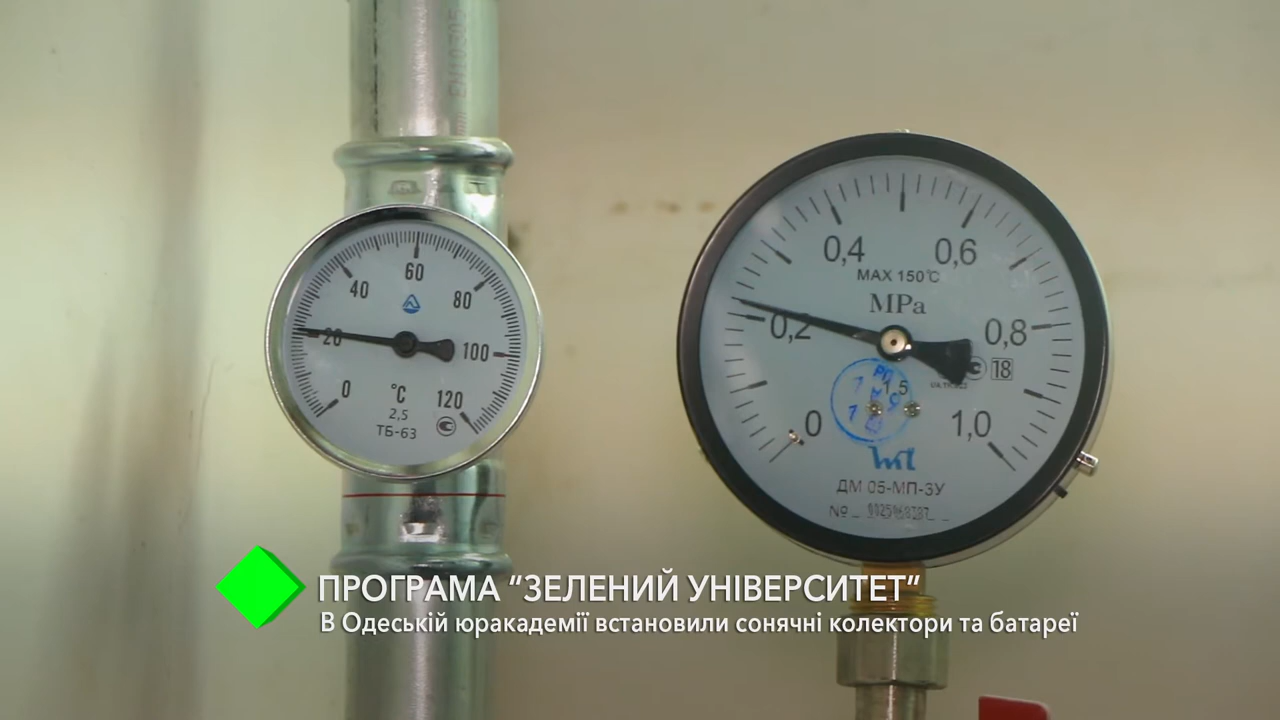 0
20
40
60
80
100
120
°C
2,5
ТБ-63
0
0,2
0,4
0,6
0,8
1,0
MAX 150°C
MPa
1,5
18
ДМ 05-МП-3У
№
ПРОГРАМА “ЗЕЛЕНИЙ УНІВЕРСИТЕТ“
В Одеській юракадемії встановили сонячні колектори та батареї